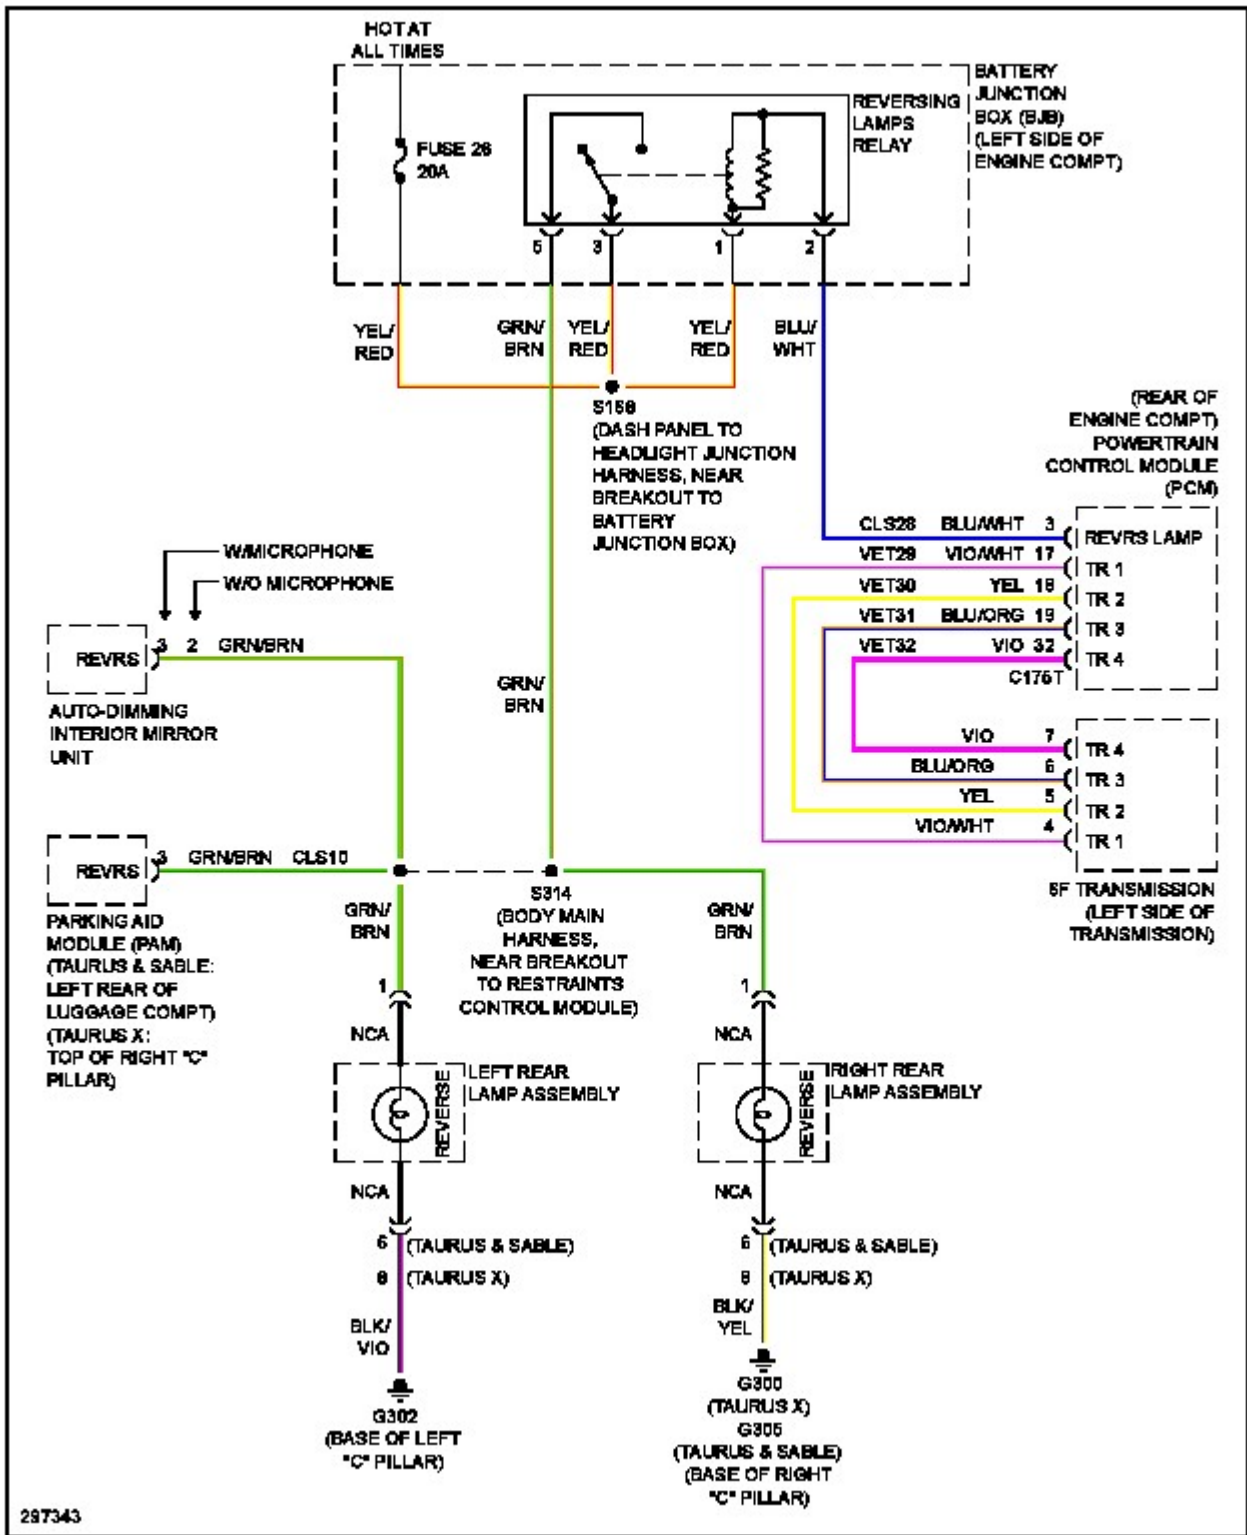 HOT AT
ALL TIMES
BATTERY
JUNCTION
BOX (BJB)
(LEFT SIDE OF
ENGINE COMPT)
REVERSING
LAMPS
RELAY
FUSE 26
20A
5 3 1 2
YEL/
RED
GRN/
BRN
YEL/
RED
YEL/
RED
BLU/
WHT
S166
(DASH PANEL TO
HEADLIGHT JUNCTION
HARNESS, NEAR
BREAKOUT TO
BATTERY
JUNCTION BOX)
(REAR OF
ENGINE COMPT)
POWERTRAIN
CONTROL MODULE
(PCM)
CLS28 BLU/WHT 3 REVRS LAMP
VET29 VIO/WHT 17 TR 1
VET30 YEL 18 TR 2
VET31 BLU/ORG 19 TR 3
VET32 VIO 32 TR 4
C175T
W/MICROPHONE
W/O MICROPHONE
REVRS 3 2 GRN/BRN
AUTO-DIMMING
INTERIOR MIRROR
UNIT
GRN/
BRN
VIO 7 TR 4
BLU/ORG 6 TR 3
YEL 5 TR 2
VIO/WHT 4 TR 1
6F TRANSMISSION
(LEFT SIDE OF
TRANSMISSION)
REVRS 3 GRN/BRN CLS10
PARKING AID
MODULE (PAM)
(TAURUS & SABLE:
LEFT REAR OF
LUGGAGE COMPT)
(TAURUS X:
TOP OF RIGHT "C"
PILLAR)
S314
(BODY MAIN
HARNESS,
NEAR BREAKOUT
TO RESTRAINTS
CONTROL MODULE)
GRN/
BRN
1
NCA
LEFT REAR
LAMP ASSEMBLY
REVERSE
NCA
6 (TAURUS & SABLE)
8 (TAURUS X)
BLK/
VIO
G302
(BASE OF LEFT
"C" PILLAR)
GRN/
BRN
1
NCA
RIGHT REAR
LAMP ASSEMBLY
REVERSE
NCA
6 (TAURUS & SABLE)
8 (TAURUS X)
BLK/
YEL
G300
(TAURUS X)
G305
(TAURUS & SABLE)
(BASE OF RIGHT
"C" PILLAR)
297343